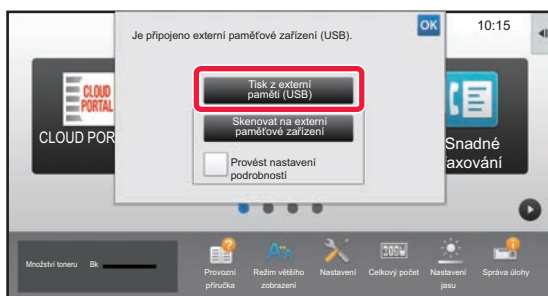 Je připojeno externí paměťové zařízení (USB).
OK
10:15
Tisk z externí
paměti (USB)
Skenovat na externí
paměťové zařízení
Provést nastavení
podrobností
CLOUD
PORTAL
CLOUD POR
Snadné
faxování
Množství toneru Bk
Provozní
příručka
Režim většího
zobrazení
Nastavení
Celkový počet
Nastavení
jasu
Správa úlohy